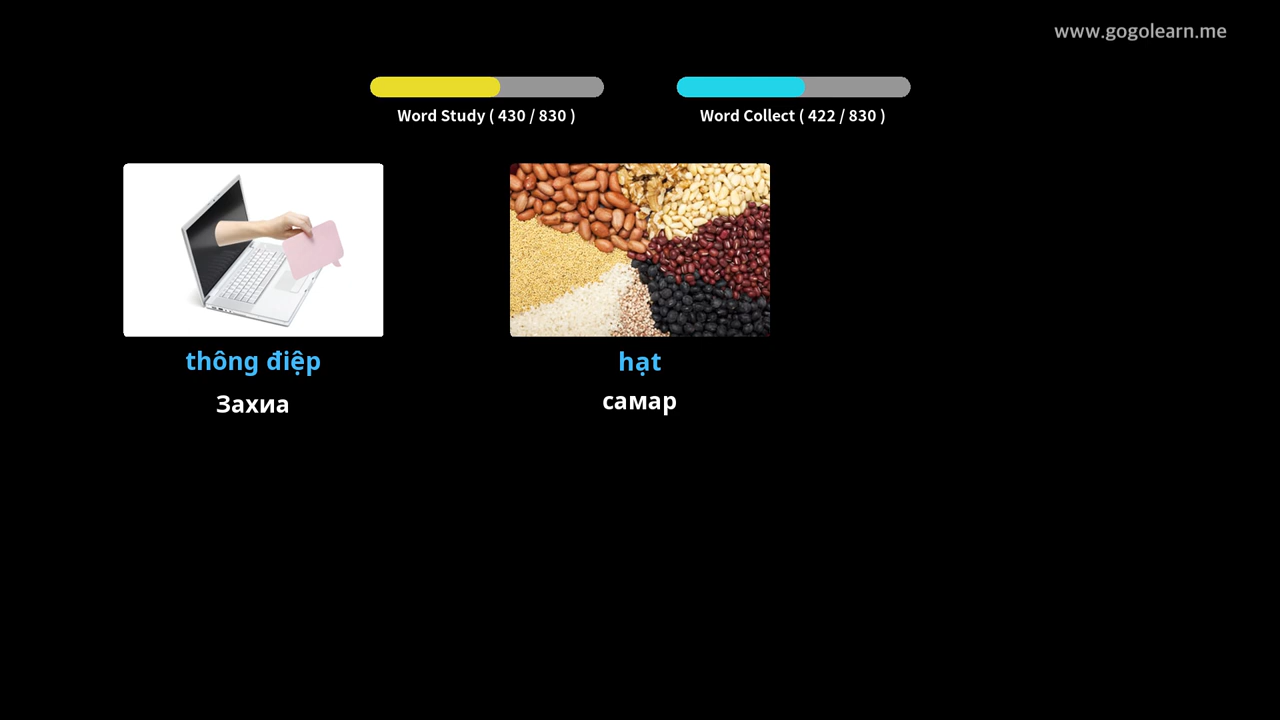 www.gogolearn.me
Word Study ( 430 / 830 )
Word Collect ( 422 / 830 )
thông điệp
Захиа
hạt
самар